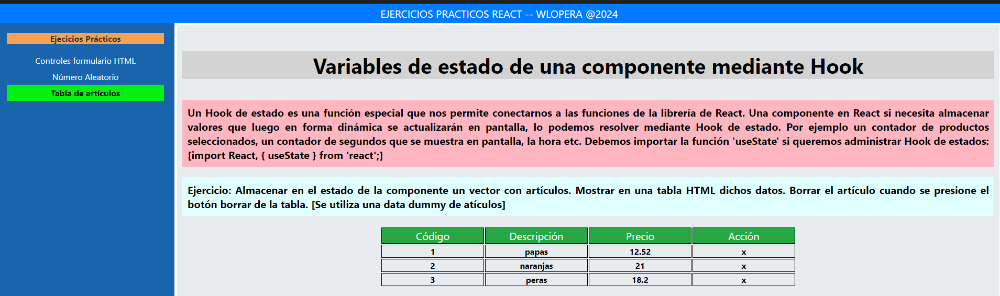 EJERCICIOS PRACTICOS REACT -- WLOPERA @2024
Ejecicios Prácticos
Controles formulario HTML
Número Aleatorio
Tabla de artículos
Variables de estado de una componente mediante Hook
Un Hook de estado es una función especial que nos permite conectarnos a las funciones de la librería de React. Una componente en React si necesita almacenar
valores que luego en forma dinámica se actualizarán en pantalla, lo podemos resolver mediante Hook de estado. Por ejemplo un contador de productos
seleccionados, un contador de segundos que se muestra en pantalla, la hora etc. Debemos importar la función 'useState' si queremos administrar Hook de estados:
[import React, { useState } from 'react';]
Ejercicio: Almacenar en el estado de la componente un vector con artículos. Mostrar en una tabla HTML dichos datos. Borrar el artículo cuando se presione el
botón borrar de la tabla. [Se utiliza una data dummy de atículos]
Código Descripción Precio Acción
1 papas 12.52 x
2 naranjas 21 x
3 peras 18.2 x